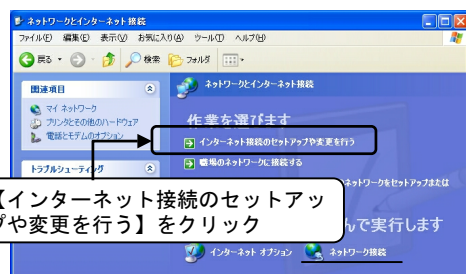 ネットワークとインターネット接続
ファイル(F) 編集(E) 表示(V) お気に入り(A) ツール(T) ヘルプ(H)
戻る 検索 フォルダ
関連項目
マイ ネットワーク
プリンタとその他のハードウェア
電話とモデムのオプション
トラブルシューティング
ネットワークとインターネット接続
作業を選びます
インターネット接続のセットアップや変更を行う
職場のネットワークに接続する
ネットワークをセットアップまたは
【インターネット接続のセットアッ
プや変更を行う】をクリック
んで実行します
インターネット オプション ネットワーク接続